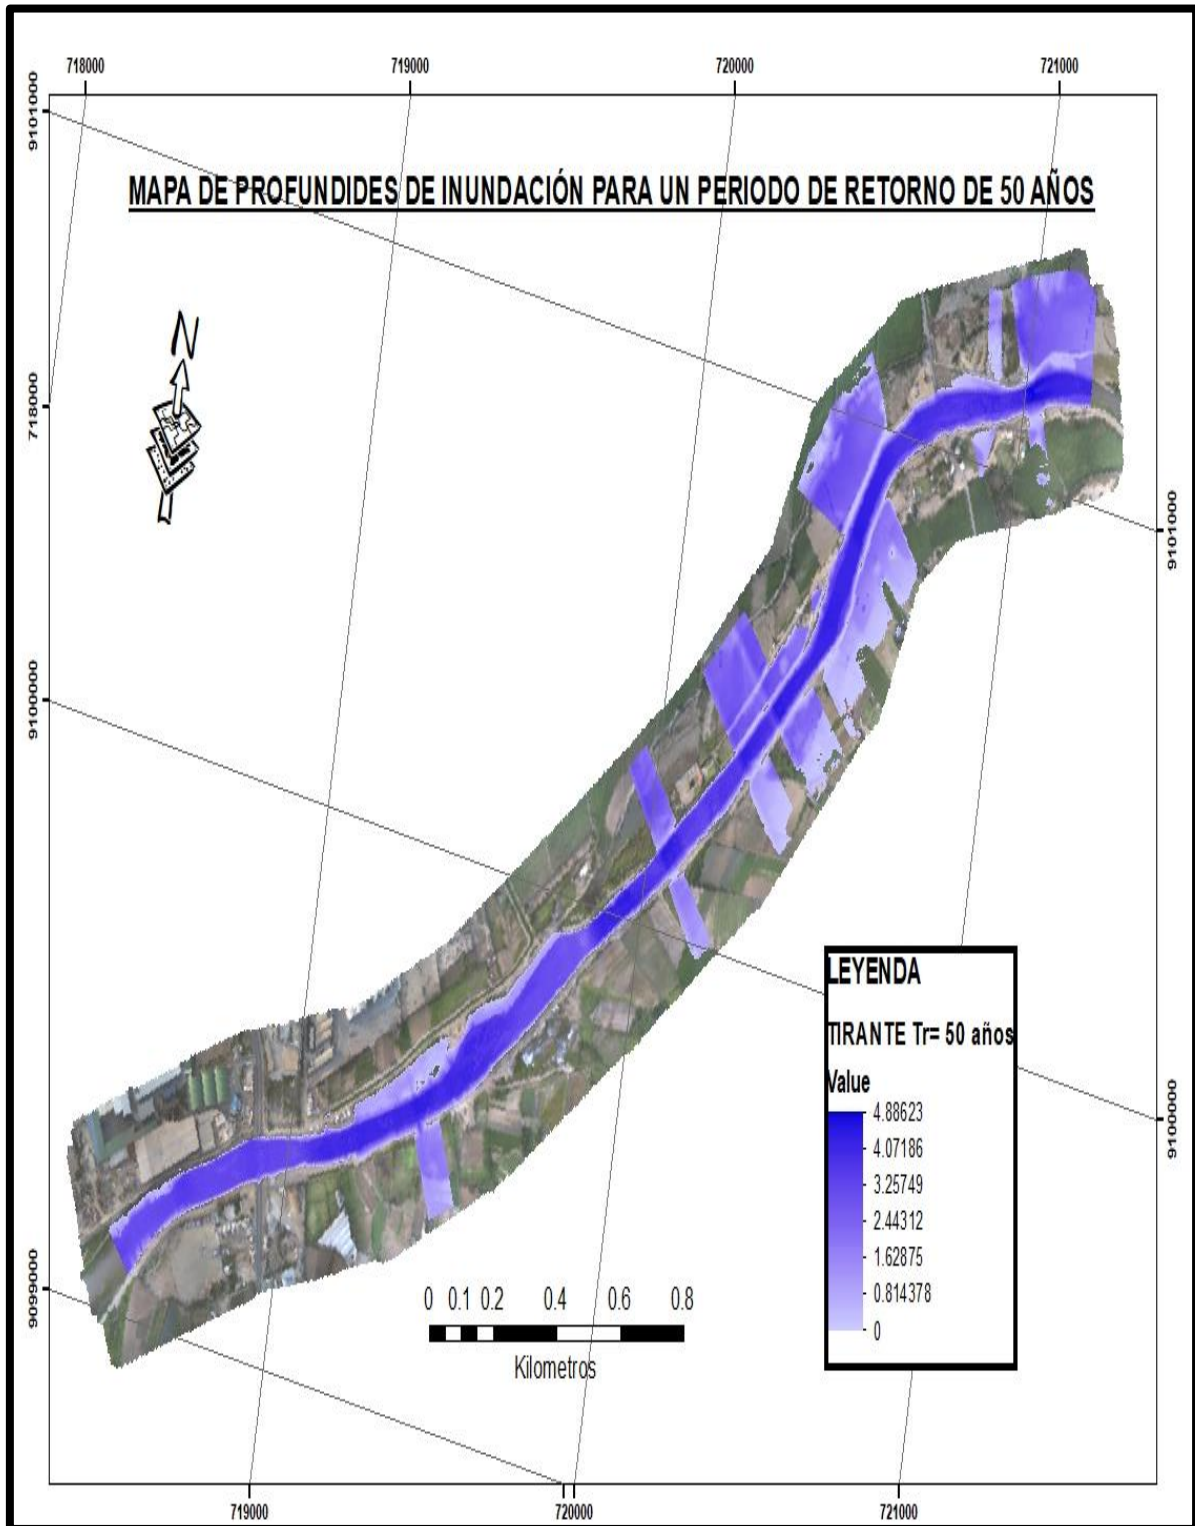 718000 719000 720000 721000
9101000
MAPA DE PROFUNDIDES DE INUNDACIÓN PARA UN PERIODO DE RETORNO DE 50 AÑOS
N
718000
9101000
9100000
LEYENDA
TIRANTE Tr= 50 años
Value
4.88623
4.07186
3.25749
2.44312
1.62875
0.814378
0
9100000
9099000
0 0.1 0.2 0.4 0.6 0.8
Kilometros
719000 720000 721000